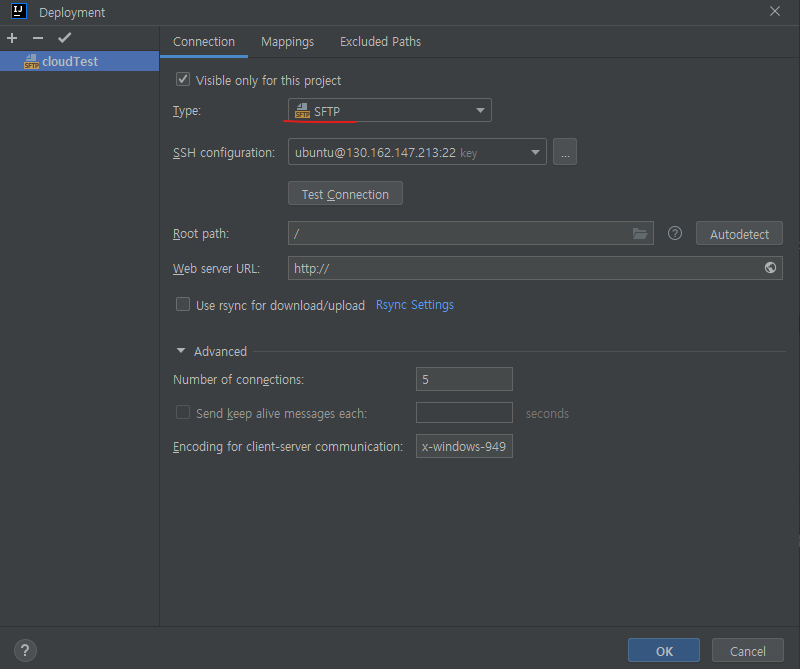 IJ Deployment
Connection Mappings Excluded Paths
SFTP cloudTest
Visible only for this project
Type: SFTP SFTP
SSH configuration: ubuntu@130.162.147.213:22 key ...
Test Connection
Root path: / ? Autodetect
Web server URL: http://
Use rsync for download/upload Rsync Settings
Advanced
Number of connections: 5
Send keep alive messages each: seconds
Encoding for client-server communication: x-windows-949
? OK Cancel